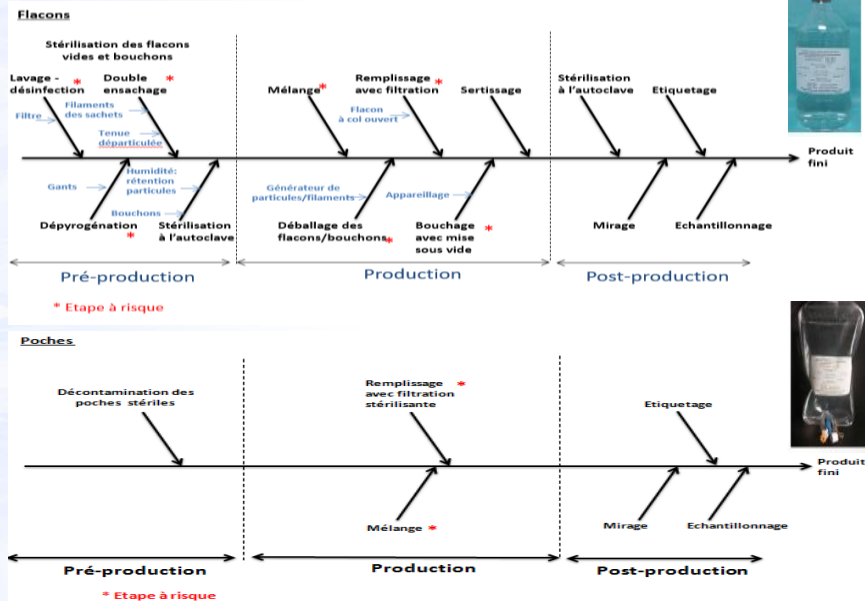 Flacons
Stérilisation des flacons
vides et bouchons
Lavage -
désinfection *
Double
ensachage *
Filtre
Filaments
des sachets
Tenue
départiculée
Gants
Humidité:
rétention
particules
Bouchons
Dépyrogénation
*
Stérilisation
à l'autoclave
Mélange *
Remplissage
avec filtration *
Sertissage
Flacon
à col ouvert
Générateur de
particules/filaments
Appareillage
Déballage des
flacons/bouchons *
Bouchage
avec mise
sous vide
*
Stérilisation
à l'autoclave
Etiquetage
Mirage
Echantillonnage
Produit
fini
Pré-production
Production
Post-production
* Etape à risque
Poches
Décontamination des
poches stériles
Remplissage
avec filtration
stérilisante
*
Mélange *
Etiquetage
Mirage
Echantillonnage
Produit
fini
Pré-production
Production
Post-production
* Etape à risque